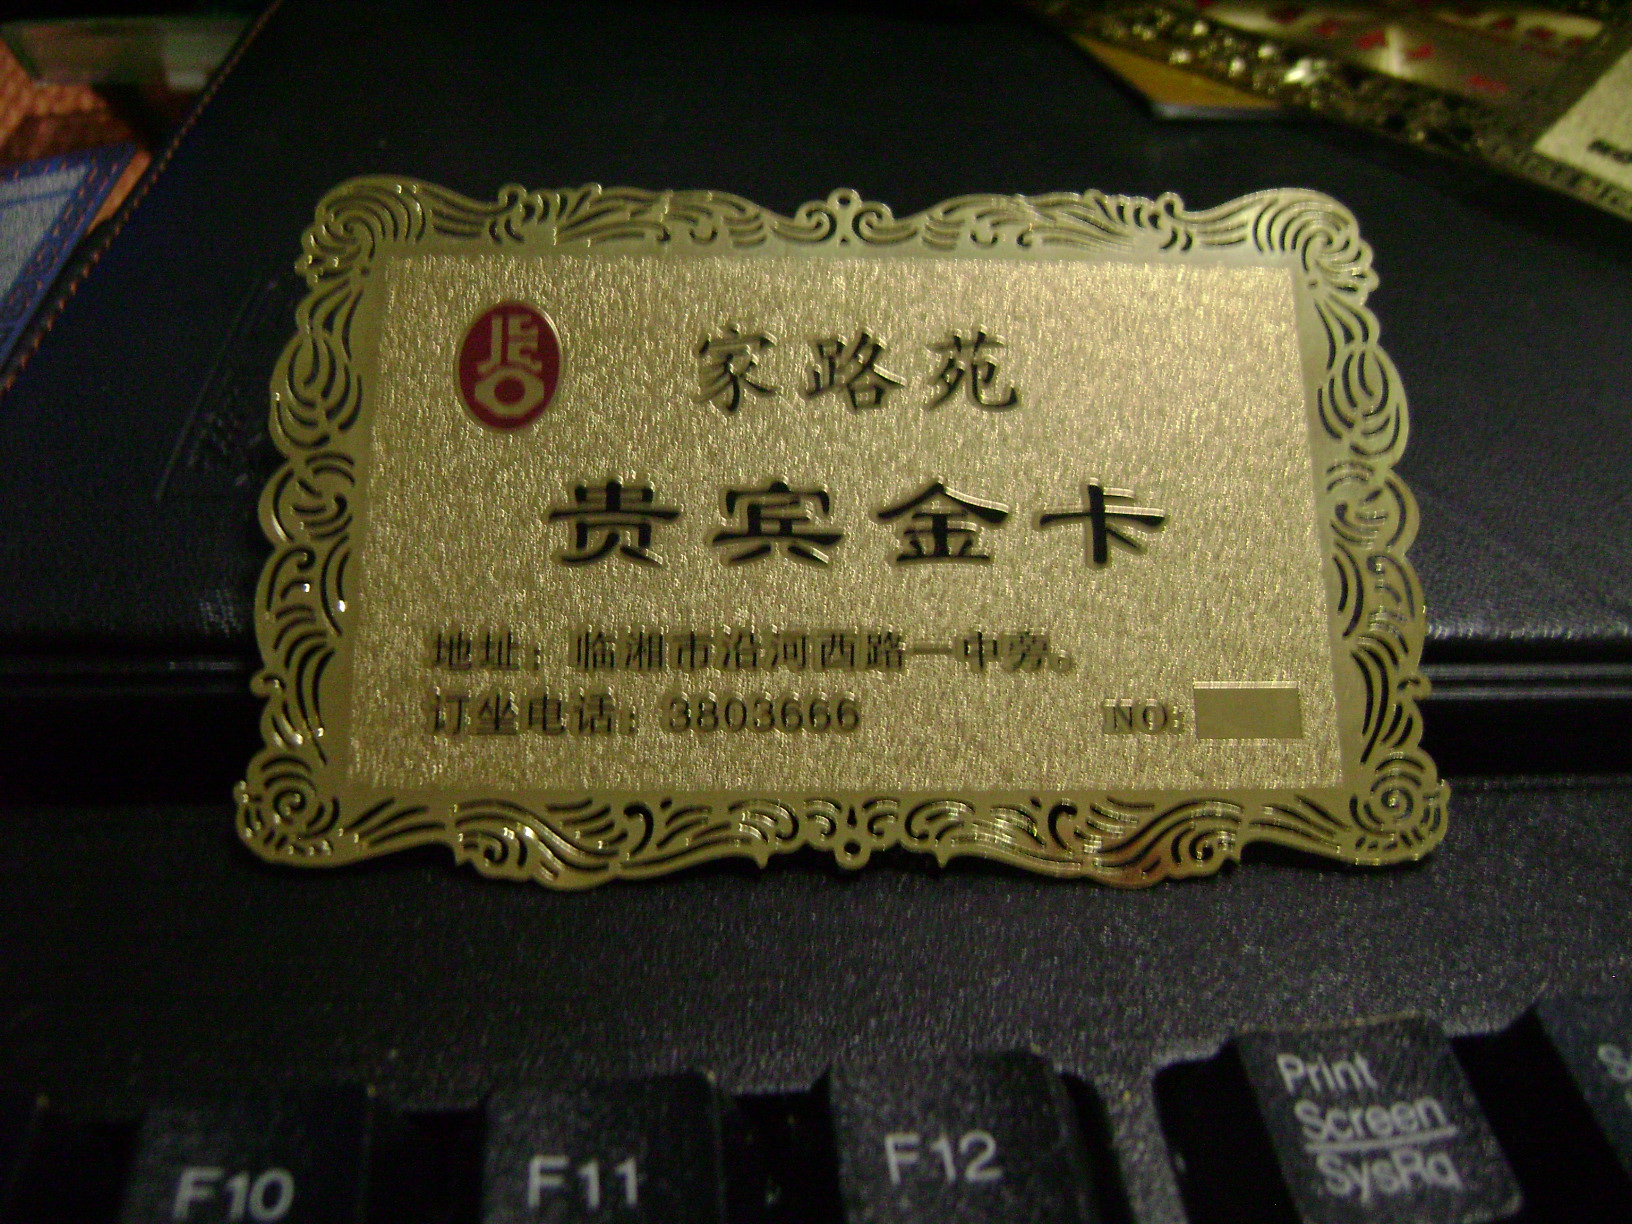 家路苑
贵宾金卡
地址：临湘市沿河西路一中旁。
订坐电话：3803666
NO:
F10
F11
F12
Print
Screen
SysRq